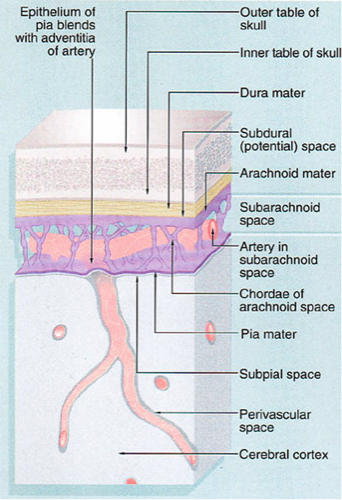 Epithelium of
pia blends
with adventitia
of artery
Outer table of
skull
Inner table of skull
Dura mater
Subdural
(potential) space
Arachnoid mater
Subarachnoid
space
Artery in
subarachnoid
space
Chordae of
arachnoid space
Pia mater
Subpial space
Perivascular
space
Cerebral cortex